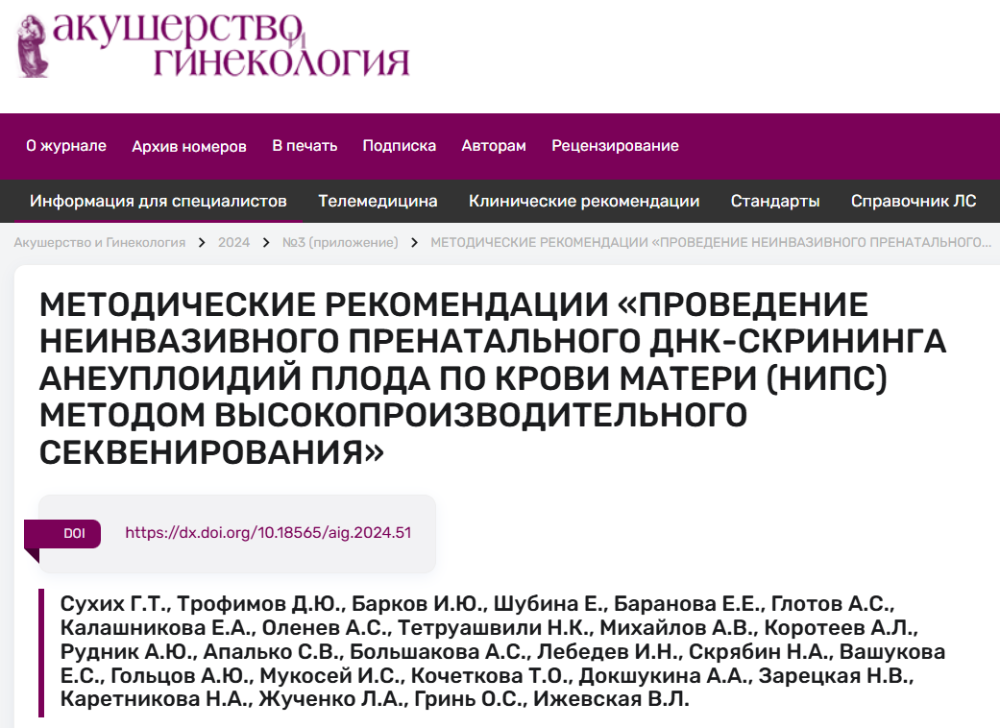 акушерство
и
гинекология
О журнале Архив номеров В печать Подписка Авторам Рецензирование
Информация для специалистов Телемедицина Клинические рекомендации Стандарты Справочник ЛС
Акушерство и Гинекология > 2024 > №3 (приложение) > МЕТОДИЧЕСКИЕ РЕКОМЕНДАЦИИ «ПРОВЕДЕНИЕ НЕИНВАЗИВНОГО ПРЕНАТАЛЬНОГО...
МЕТОДИЧЕСКИЕ РЕКОМЕНДАЦИИ «ПРОВЕДЕНИЕ
НЕИНВАЗИВНОГО ПРЕНАТАЛЬНОГО ДНК-СКРИНИНГА
АНЕУПЛОИДИЙ ПЛОДА ПО КРОВИ МАТЕРИ (НИПС)
МЕТОДОМ ВЫСОКОПРОИЗВОДИТЕЛЬНОГО
СЕКВЕНИРОВАНИЯ»
DOI https://dx.doi.org/10.18565/aig.2024.51
Сухих Г.Т., Трофимов Д.Ю., Барков И.Ю., Шубина Е., Баранова Е.Е., Глотов А.С.,
Калашникова Е.А., Оленев А.С., Тетруашвили Н.К., Михайлов А.В., Коротеев А.Л.,
Рудник А.Ю., Апалько С.В., Большакова А.С., Лебедев И.Н., Скрябин Н.А., Вашукова
Е.С., Гольцов А.Ю., Мукосей И.С., Кочеткова Т.О., Докшукина А.А., Зарецкая Н.В.,
Каретникова Н.А., Жученко Л.А., Гринь О.С., Ижевская В.Л.